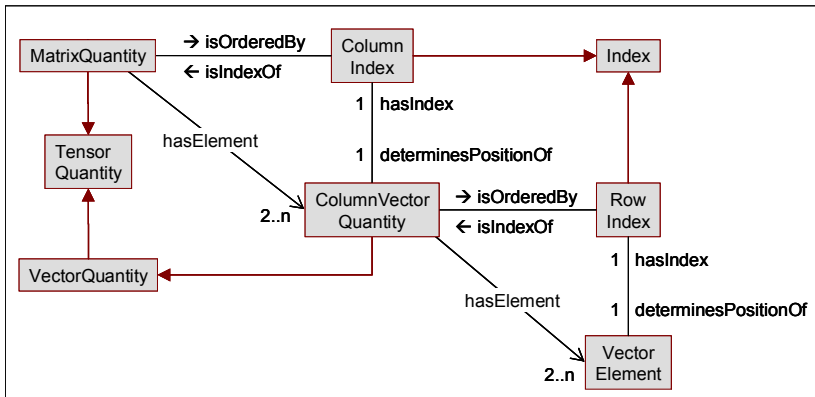 MatrixQuantity
→ isOrderedBy
← isIndexOf
Column
Index
Index
1 hasIndex
hasElement
1 determinesPositionOf
Tensor
Quantity
2..n
ColumnVector
Quantity
→ isOrderedBy
← isIndexOf
Row
Index
VectorQuantity
1 hasIndex
hasElement
1 determinesPositionOf
2..n
Vector
Element